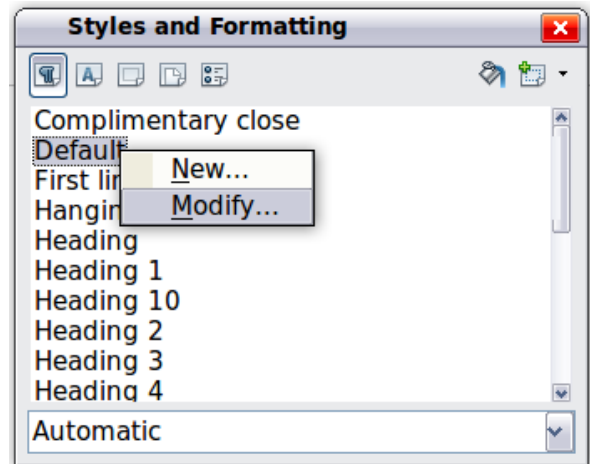 Styles and Formatting
Complimentary close
Default
New...
First lin
Modify...
Hangin
Heading
Heading 1
Heading 10
Heading 2
Heading 3
Heading 4
Automatic